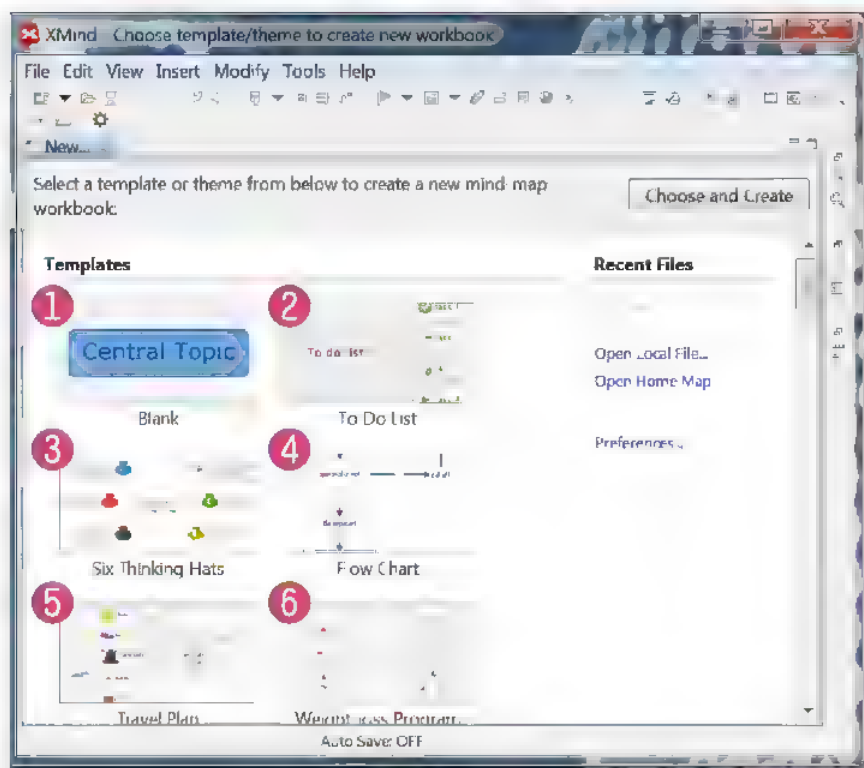 XMind Choose template/theme to create new workbook
File Edit View Insert Modify Tools Help
New...
Select a template or theme from below to create a new mind map
workbook:
Choose and Create
Templates
Recent Files
1
2
Central Topic
To do list
Open Local File...
Open Home Map
Blank
To Do List
Preferences...
3
4
Six Thinking Hats
Flow Chart
5
6
Travel Plan
Weight Loss Program
Auto Save: OFF